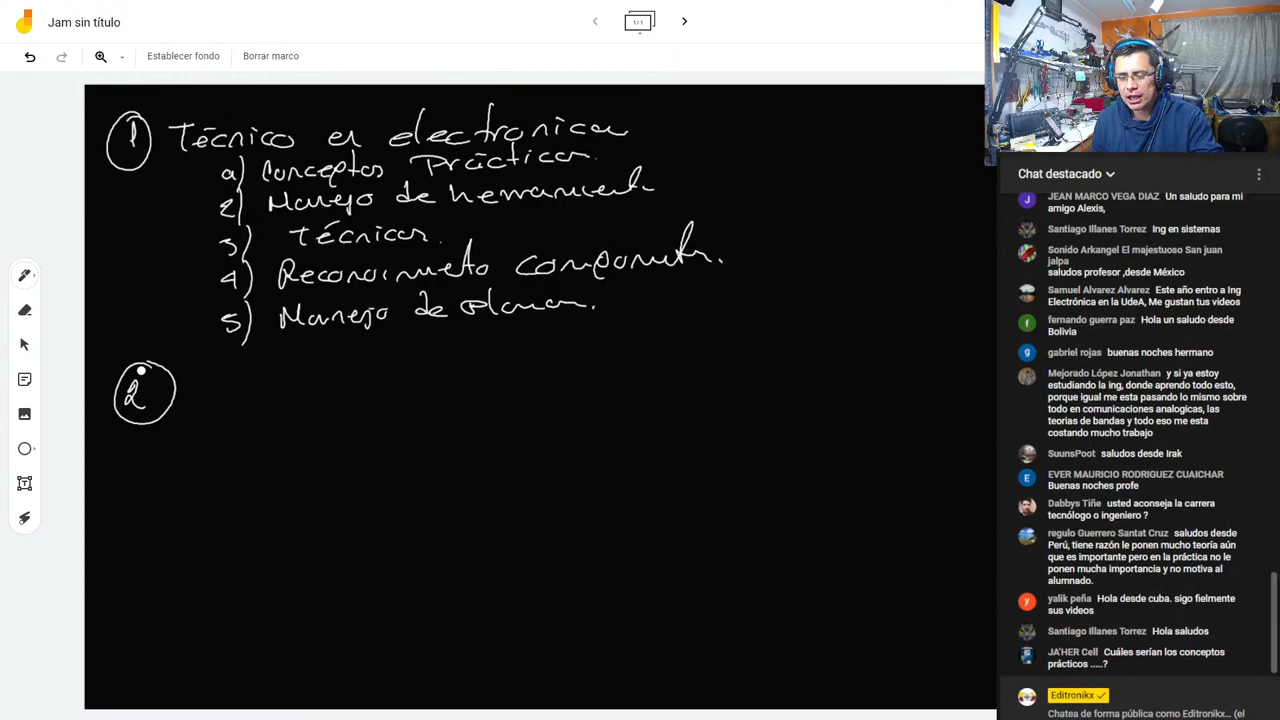 Jam sin título
1/1
Establecer fondo
Borrar marco
1 Técnico en electronica
a) Conceptos Prácticos.
2) Manejo de herramient
3) Técnicas.
4) Reconocimieto componets.
5) Manejo de planos.
2
Chat destacado
JEAN MARCO VEGA DIAZ Un saludo para mi
amigo Alexis,
Santiago Illanes Torrez Ing en sistemas
Sonido Arkangel El majestuoso San juan
jalpa
saludos profesor ,desde México
Samuel Alvarez Alvarez Este año entro a Ing
Electrónica en la UdeA, Me gustan tus videos
fernando guerra paz Hola un saludo desde
Bolivia
gabriel rojas buenas noches hermano
Mejorado López Jonathan y si ya estoy
estudiando la ing, donde aprendo todo esto,
porque igual me esta pasando lo mismo sobre
todo en comunicaciones analogicas, las
teorias de bandas y todo eso me esta
costando mucho trabajo
SuunsPoot saludos desde Irak
EVER MAURICIO RODRIGUEZ CUAICHAR
Buenas noches profe
Dabbys Tiñe usted aconseja la carrera
tecnólogo o ingeniero ?
regulo Guerrero Santat Cruz saludos desde
Perú, tiene razón le ponen mucho teoría aún
que es importante pero en la práctica no le
ponen mucha importancia y no motiva al
alumnado.
yalik peña Hola desde cuba. sigo fielmente
sus videos
Santiago Illanes Torrez Hola saludos
JA'HER Cell Cuáles serían los conceptos
prácticos .....?
Editronikx
Chatea de forma pública como Editronikx... (el